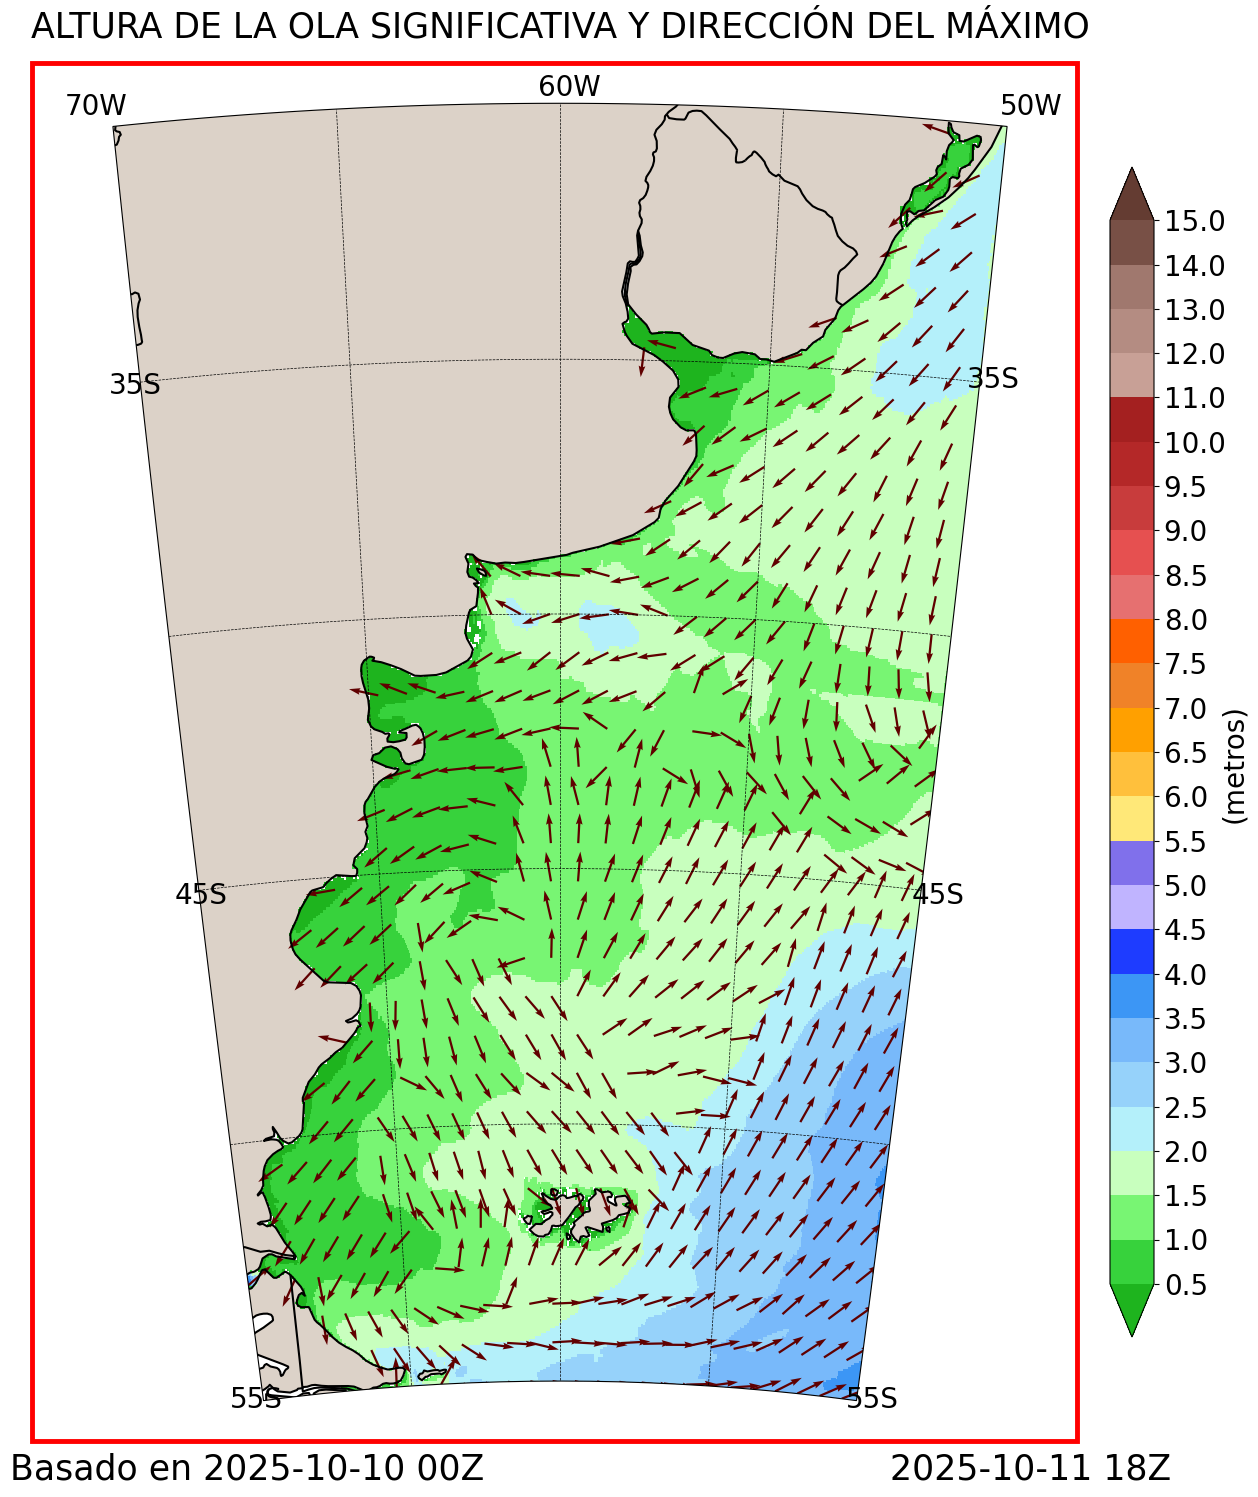 ALTURA DE LA OLA SIGNIFICATIVA Y DIRECCIÓN DEL MÁXIMO
70W
60W
50W
35S
35S
45S
45S
55S
55S
15.0
14.0
13.0
12.0
11.0
10.0
9.5
9.0
8.5
8.0
7.5
7.0
6.5
6.0
5.5
5.0
4.5
4.0
3.5
3.0
2.5
2.0
1.5
1.0
0.5
(metros)
Basado en 2025-10-10 00Z
2025-10-11 18Z